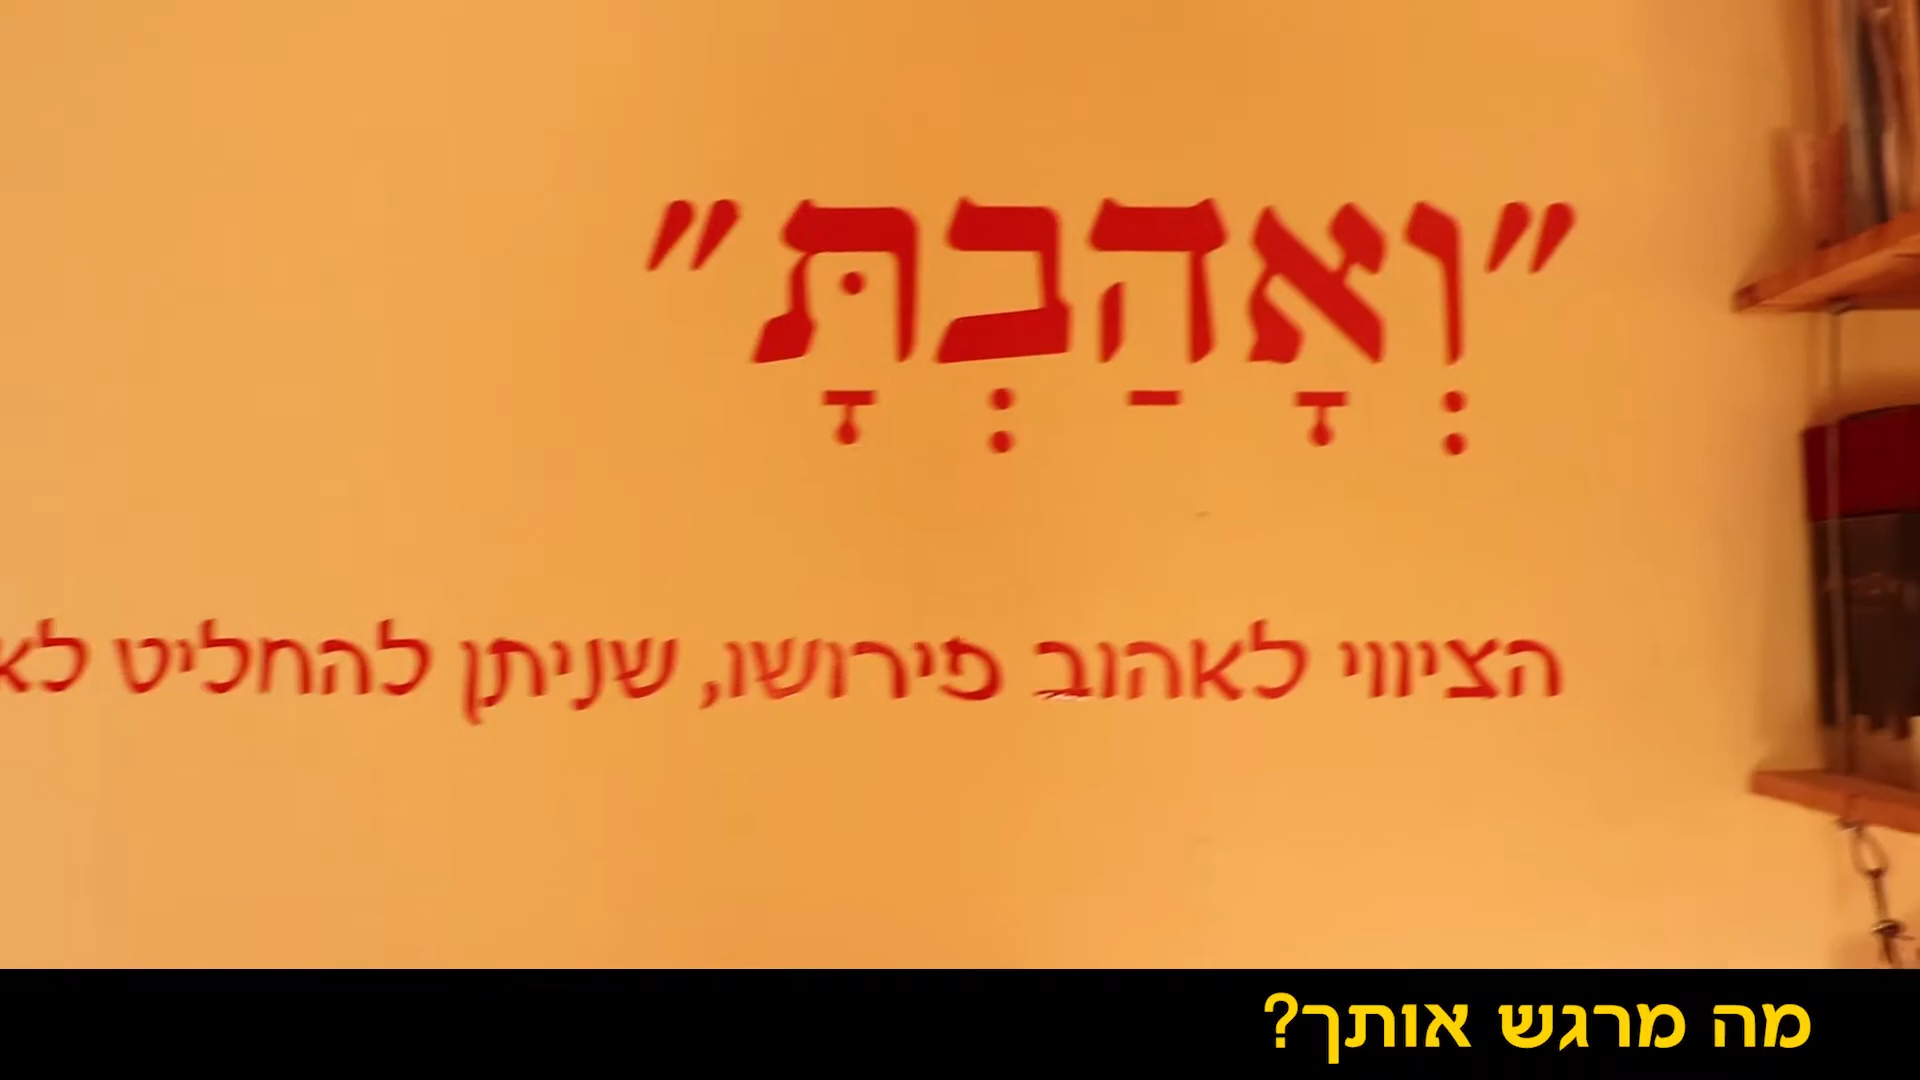 "וְאָהַבְתָּ"
הציווי לאהוב פירושו, שניתן להחליט
מה מרגש אותך?